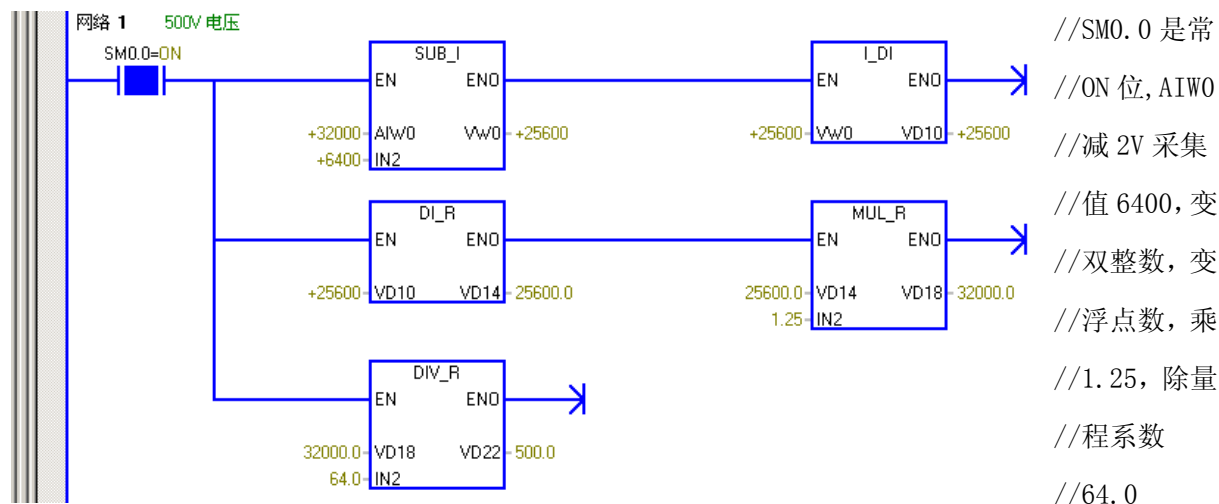 网络 1 500V 电压
SM0.0=ON
SUB_I
EN ENO
+32000 AIW0 VW0 +25600
+6400 IN2
I_DI
EN ENO
+25600 VW0 VD10 +25600
DI_R
EN ENO
+25600 VD10 VD14 25600.0
MUL_R
EN ENO
25600.0 VD14 VD18 32000.0
1.25 IN2
DIV_R
EN ENO
32000.0 VD18 VD22 500.0
64.0 IN2
//SM0.0 是常
//ON 位,AIW0
//减 2V 采集
//值 6400,变
//双整数，变
//浮点数，乘
//1.25，除量
//程系数
//64.0